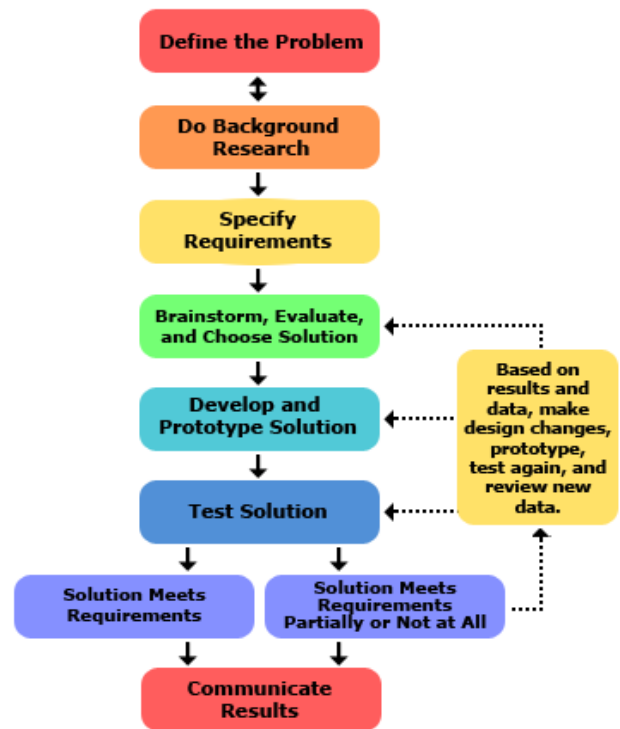 Define the Problem
Do Background
Research
Specify
Requirements
Brainstorm, Evaluate,
and Choose Solution
Develop and
Prototype Solution
Test Solution
Based on
results and
data, make
design changes,
prototype,
test again, and
review new
data.
Solution Meets
Requirements
Solution Meets
Requirements
Partially or Not at All
Communicate
Results